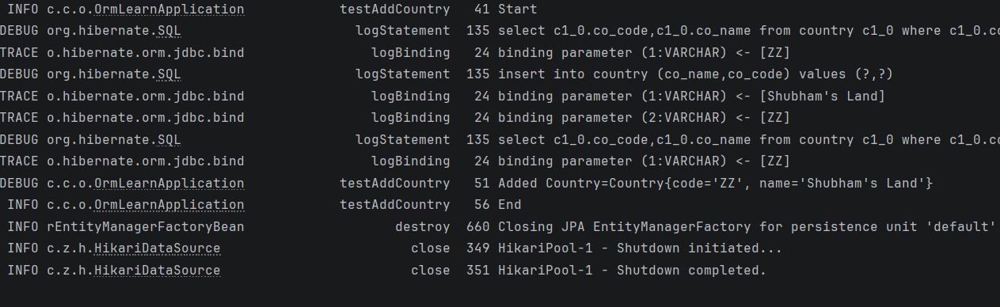 INFO c.c.o.OrmLearnApplication testAddCountry 41 Start
DEBUG org.hibernate.SQL logStatement 135 select c1_0.co_code,c1_0.co_name from country c1_0 where c1_0.co
TRACE o.hibernate.orm.jdbc.bind logBinding 24 binding parameter (1:VARCHAR) <- [ZZ]
DEBUG org.hibernate.SQL logStatement 135 insert into country (co_name,co_code) values (?,?)
TRACE o.hibernate.orm.jdbc.bind logBinding 24 binding parameter (1:VARCHAR) <- [Shubham's Land]
TRACE o.hibernate.orm.jdbc.bind logBinding 24 binding parameter (2:VARCHAR) <- [ZZ]
DEBUG org.hibernate.SQL logStatement 135 select c1_0.co_code,c1_0.co_name from country c1_0 where c1_0.co
TRACE o.hibernate.orm.jdbc.bind logBinding 24 binding parameter (1:VARCHAR) <- [ZZ]
DEBUG c.c.o.OrmLearnApplication testAddCountry 51 Added Country=Country{code='ZZ', name='Shubham's Land'}
INFO c.c.o.OrmLearnApplication testAddCountry 56 End
INFO rEntityManagerFactoryBean destroy 660 Closing JPA EntityManagerFactory for persistence unit 'default'
INFO c.z.h.HikariDataSource close 349 HikariPool-1 - Shutdown initiated...
INFO c.z.h.HikariDataSource close 351 HikariPool-1 - Shutdown completed.